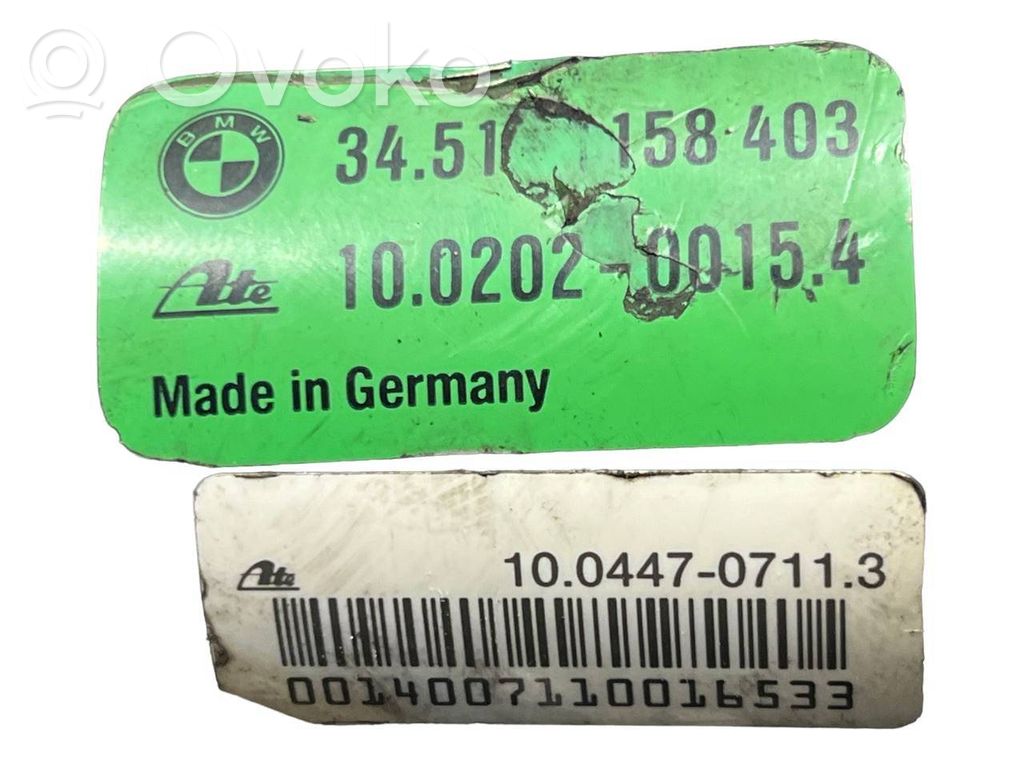 Ovoko
BMW
34.51 158 403
Ate
10.0202-0015.4
Made in Germany
Ate
10.0447-0711.3
0014007110016533